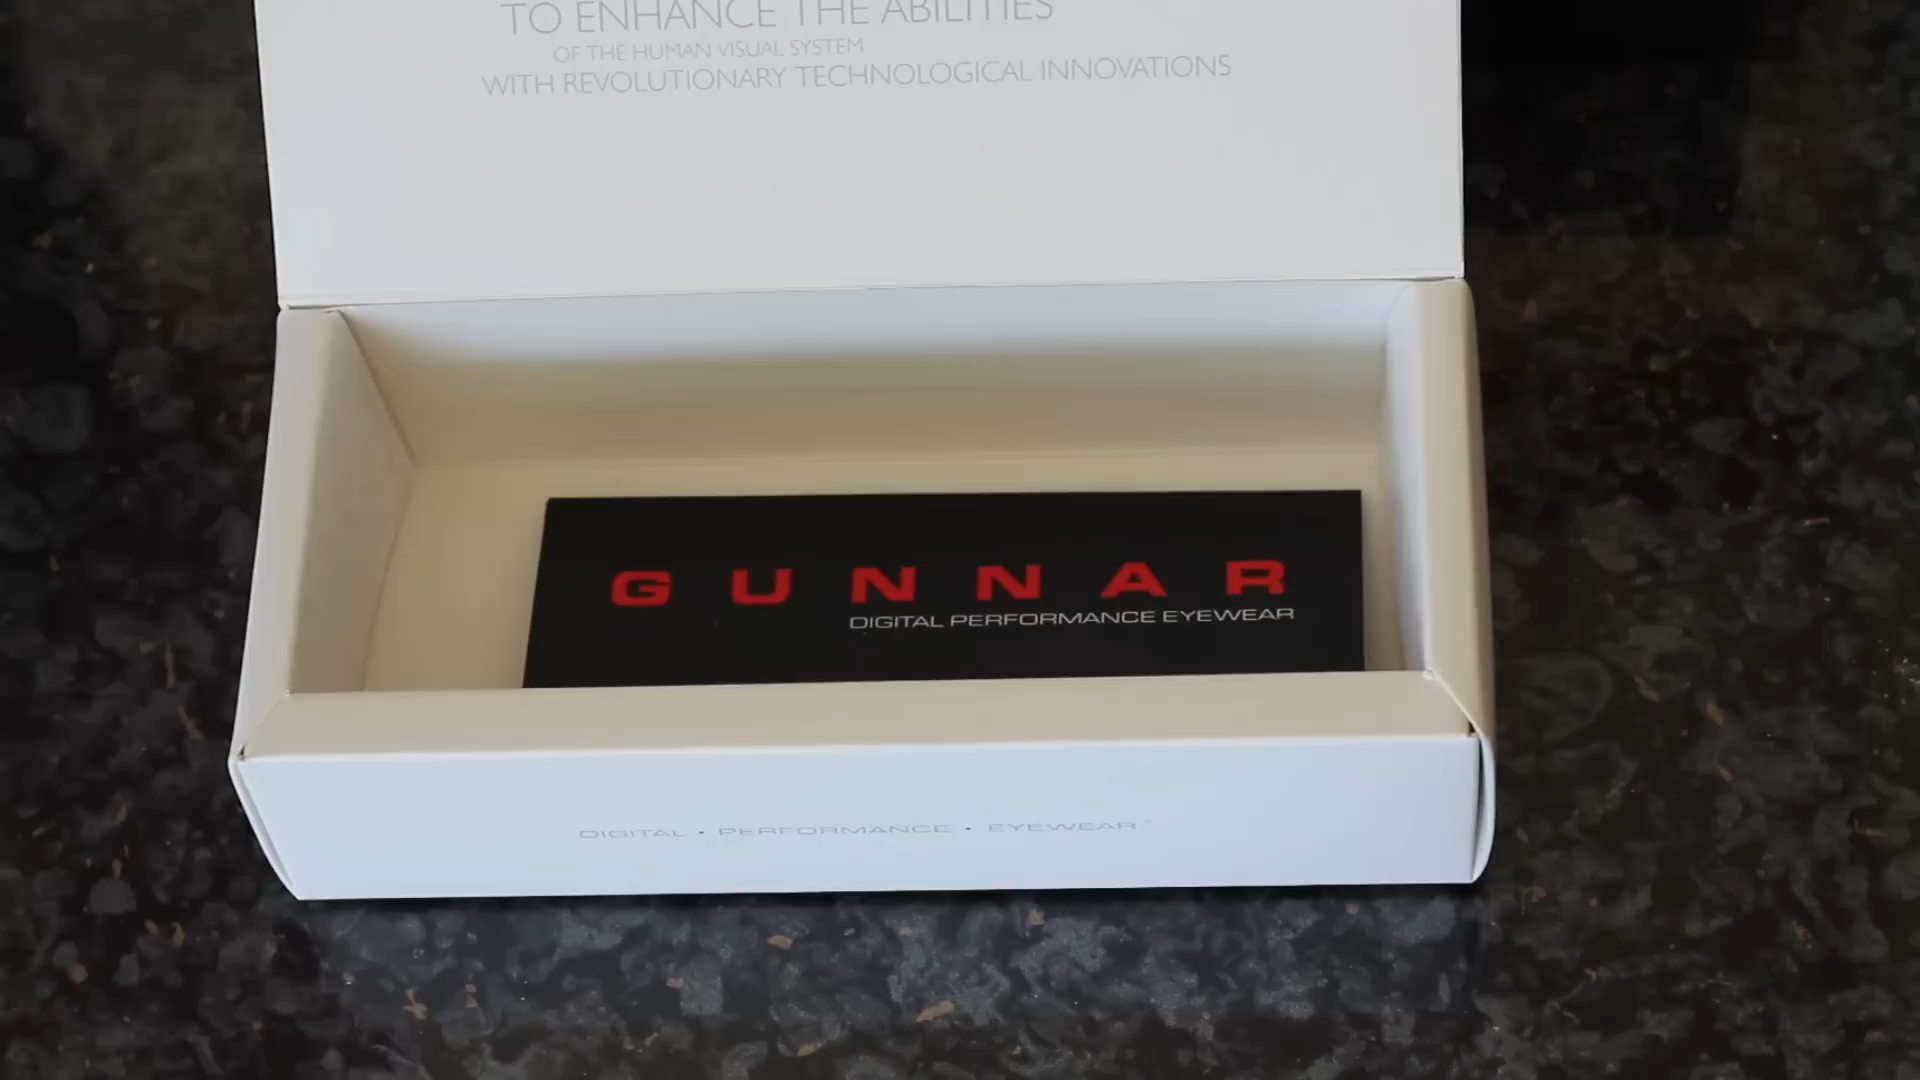 TO ENHANCE THE ABILITIES
OF THE HUMAN VISUAL SYSTEM
WITH REVOLUTIONARY TECHNOLOGICAL INNOVATIONS
GUNNAR
DIGITAL PERFORMANCE EYEWEAR
DIGITAL • PERFORMANCE • EYEWEAR